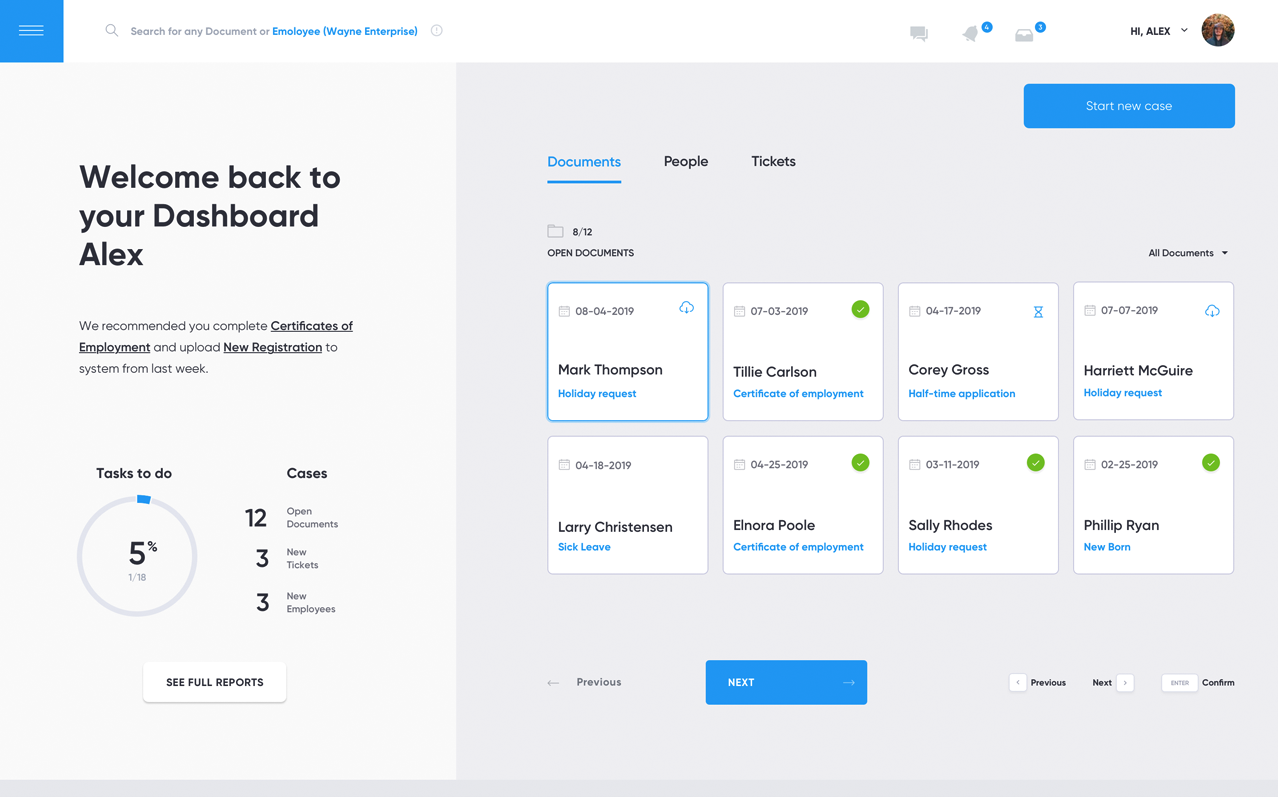 Search for any Document or Emoloyee (Wayne Enterprise)
4
3
HI, ALEX
Start new case
Welcome back to
your Dashboard
Alex
We recommended you complete Certificates of
Employment and upload New Registration to
system from last week.
Tasks to do
5%
1/18
Cases
12 Open
Documents
3 New
Tickets
3 New
Employees
SEE FULL REPORTS
Documents People Tickets
8/12
OPEN DOCUMENTS
All Documents
08-04-2019
Mark Thompson
Holiday request
07-03-2019
Tillie Carlson
Certificate of employment
04-17-2019
Corey Gross
Half-time application
07-07-2019
Harriett McGuire
Holiday request
04-18-2019
Larry Christensen
Sick Leave
04-25-2019
Elnora Poole
Certificate of employment
03-11-2019
Sally Rhodes
Holiday request
02-25-2019
Phillip Ryan
New Born
Previous
NEXT
Previous
Next
ENTER Confirm